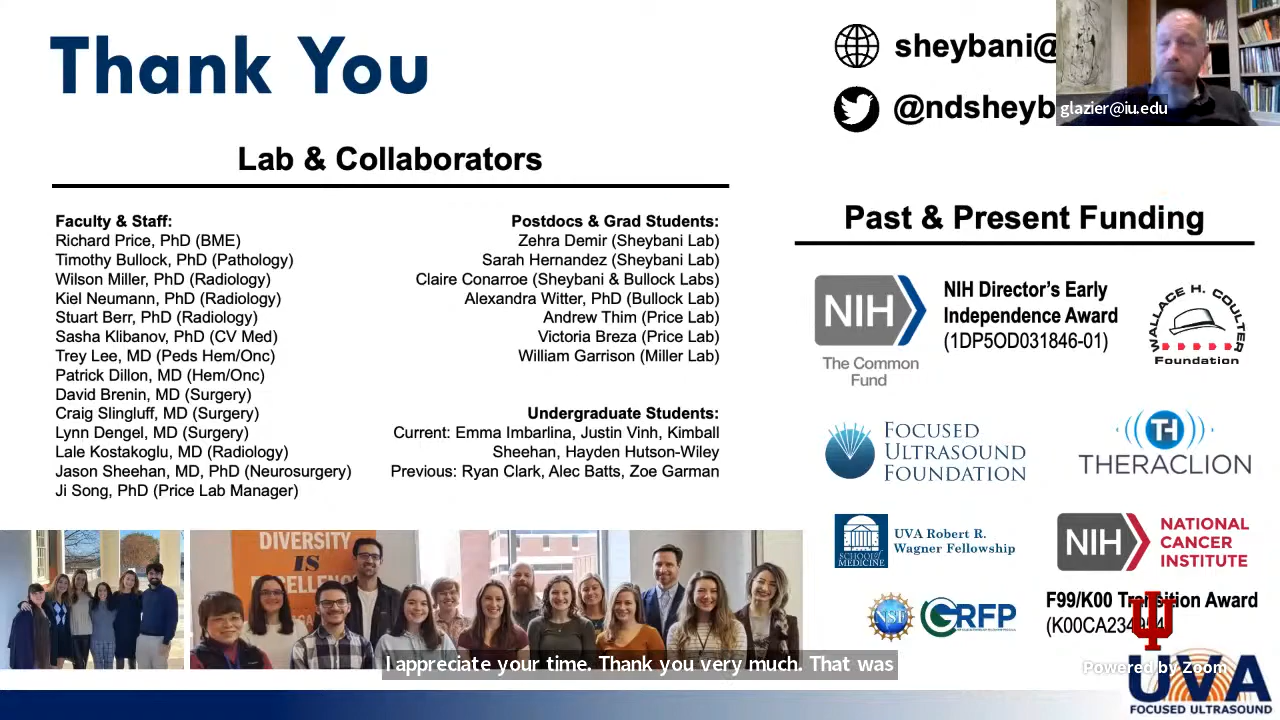 Thank You
sheybani@
@ndsheyb
glazier@iu.edu
Lab & Collaborators
Faculty & Staff:
Richard Price, PhD (BME)
Timothy Bullock, PhD (Pathology)
Wilson Miller, PhD (Radiology)
Kiel Neumann, PhD (Radiology)
Stuart Berr, PhD (Radiology)
Sasha Klibanov, PhD (CV Med)
Trey Lee, MD (Peds Hem/Onc)
Patrick Dillon, MD (Hem/Onc)
David Brenin, MD (Surgery)
Craig Slingluff, MD (Surgery)
Lynn Dengel, MD (Surgery)
Lale Kostakoglu, MD (Radiology)
Jason Sheehan, MD, PhD (Neurosurgery)
Ji Song, PhD (Price Lab Manager)
Postdocs & Grad Students:
Zehra Demir (Sheybani Lab)
Sarah Hernandez (Sheybani Lab)
Claire Conarroe (Sheybani & Bullock Labs)
Alexandra Witter, PhD (Bullock Lab)
Andrew Thim (Price Lab)
Victoria Breza (Price Lab)
William Garrison (Miller Lab)
Undergraduate Students:
Current: Emma Imbarlina, Justin Vinh, Kimball
Sheehan, Hayden Hutson-Wiley
Previous: Ryan Clark, Alec Batts, Zoe Garman
Past & Present Funding
NIH
The Common
Fund
NIH Director's Early
Independence Award
(1DP5OD031846-01)
WALLACE H. COULTER
Foundation
FOCUSED
ULTRASOUND
FOUNDATION
TH
THERACLION
SCHOOL of
MEDICINE
UVA Robert R.
Wagner Fellowship
NIH
NATIONAL
CANCER
INSTITUTE
NSF
GRFP
F99/K00 Transition Award
DIVERSITY
IS
EXCELLENCE
I appreciate your time. Thank you very much. That was
Powered by Zoom
UVA
FOCUSED ULTRASOUND